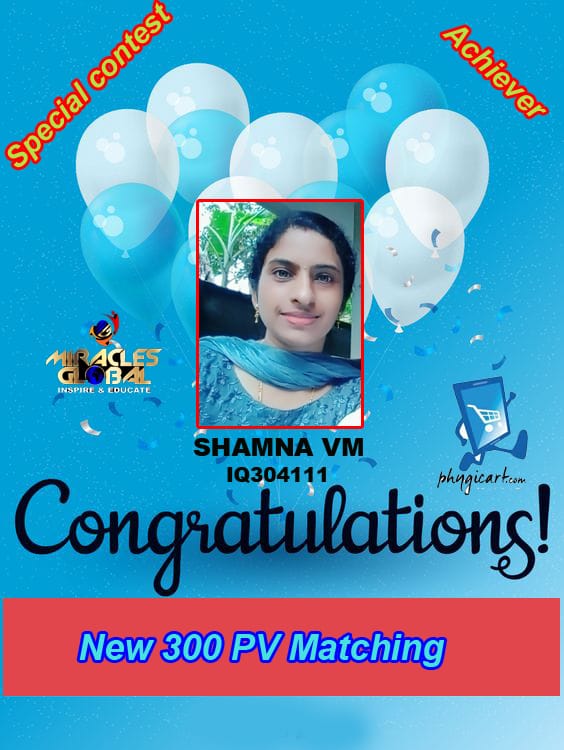 Special contest
Achiever
MIRACLES
GLOBAL
INSPIRE & EDUCATE
SHAMNA VM
IQ304111
phygicart.com
Congratulations!
New 300 PV Matching